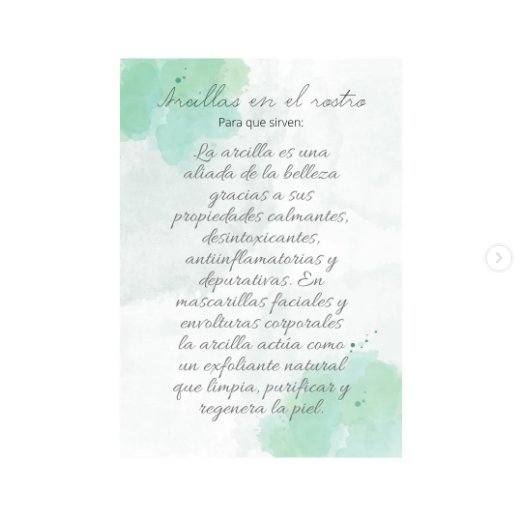 Arcillas en el rostro
Para que sirven:
La arcilla es una
aliada de la belleza
gracias a sus
propiedades calmantes,
desintoxicantes,
antiinflamatorias y
depurativas. En
mascarillas faciales y
envolturas corporales
la arcilla actúa como
un exfoliante natural
que limpia, purificar y
regenera la piel.